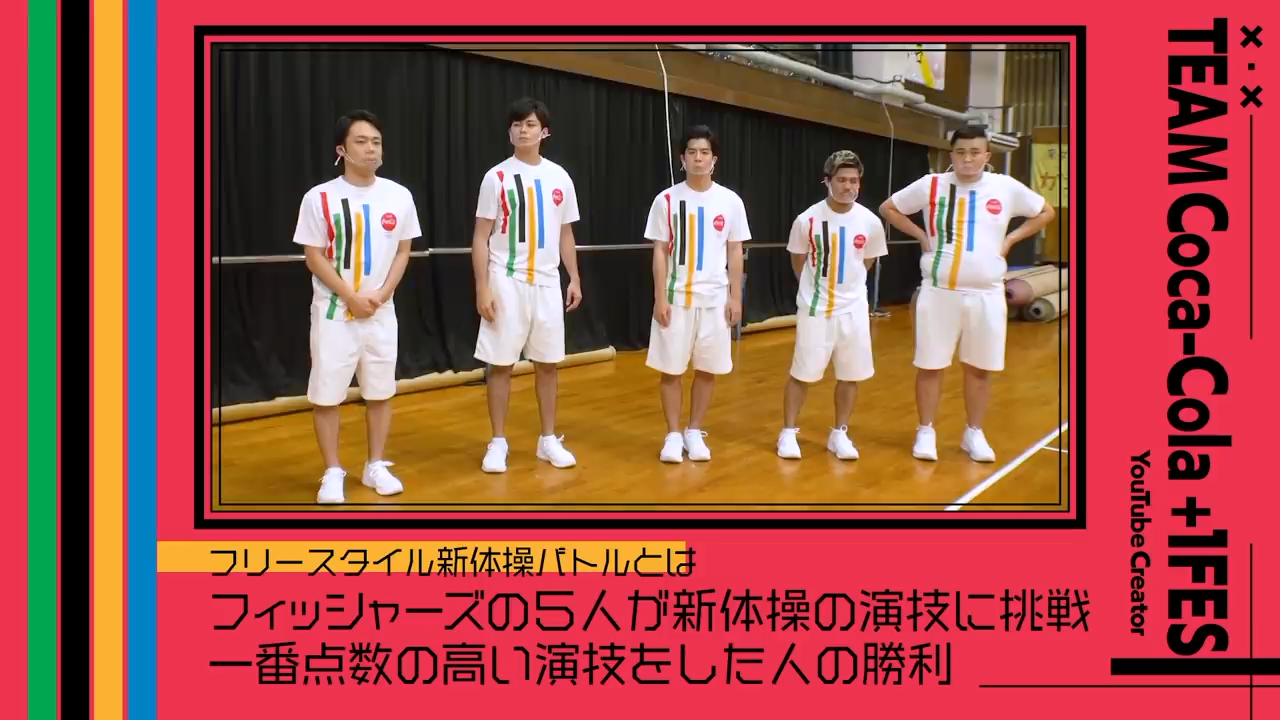 TEAM Coca-Cola +1FES
YouTube Creator
フリースタイル新体操バトルとは
フィッシャーズの5人が新体操の演技に挑戦
一番点数の高い演技をした人の勝利